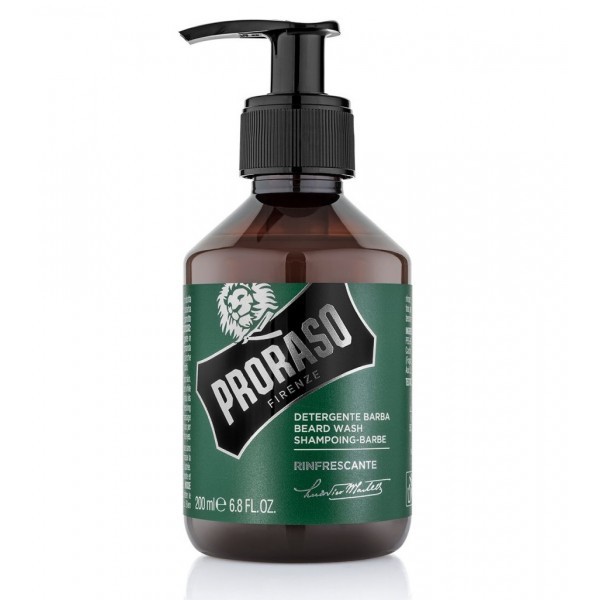 PRORASO
FIRENZE
DETERGENTE BARBA
BEARD WASH
SHAMPOING-BARBE
RINFRESCANTE
200 ml ℮ 6.8 FL. OZ.